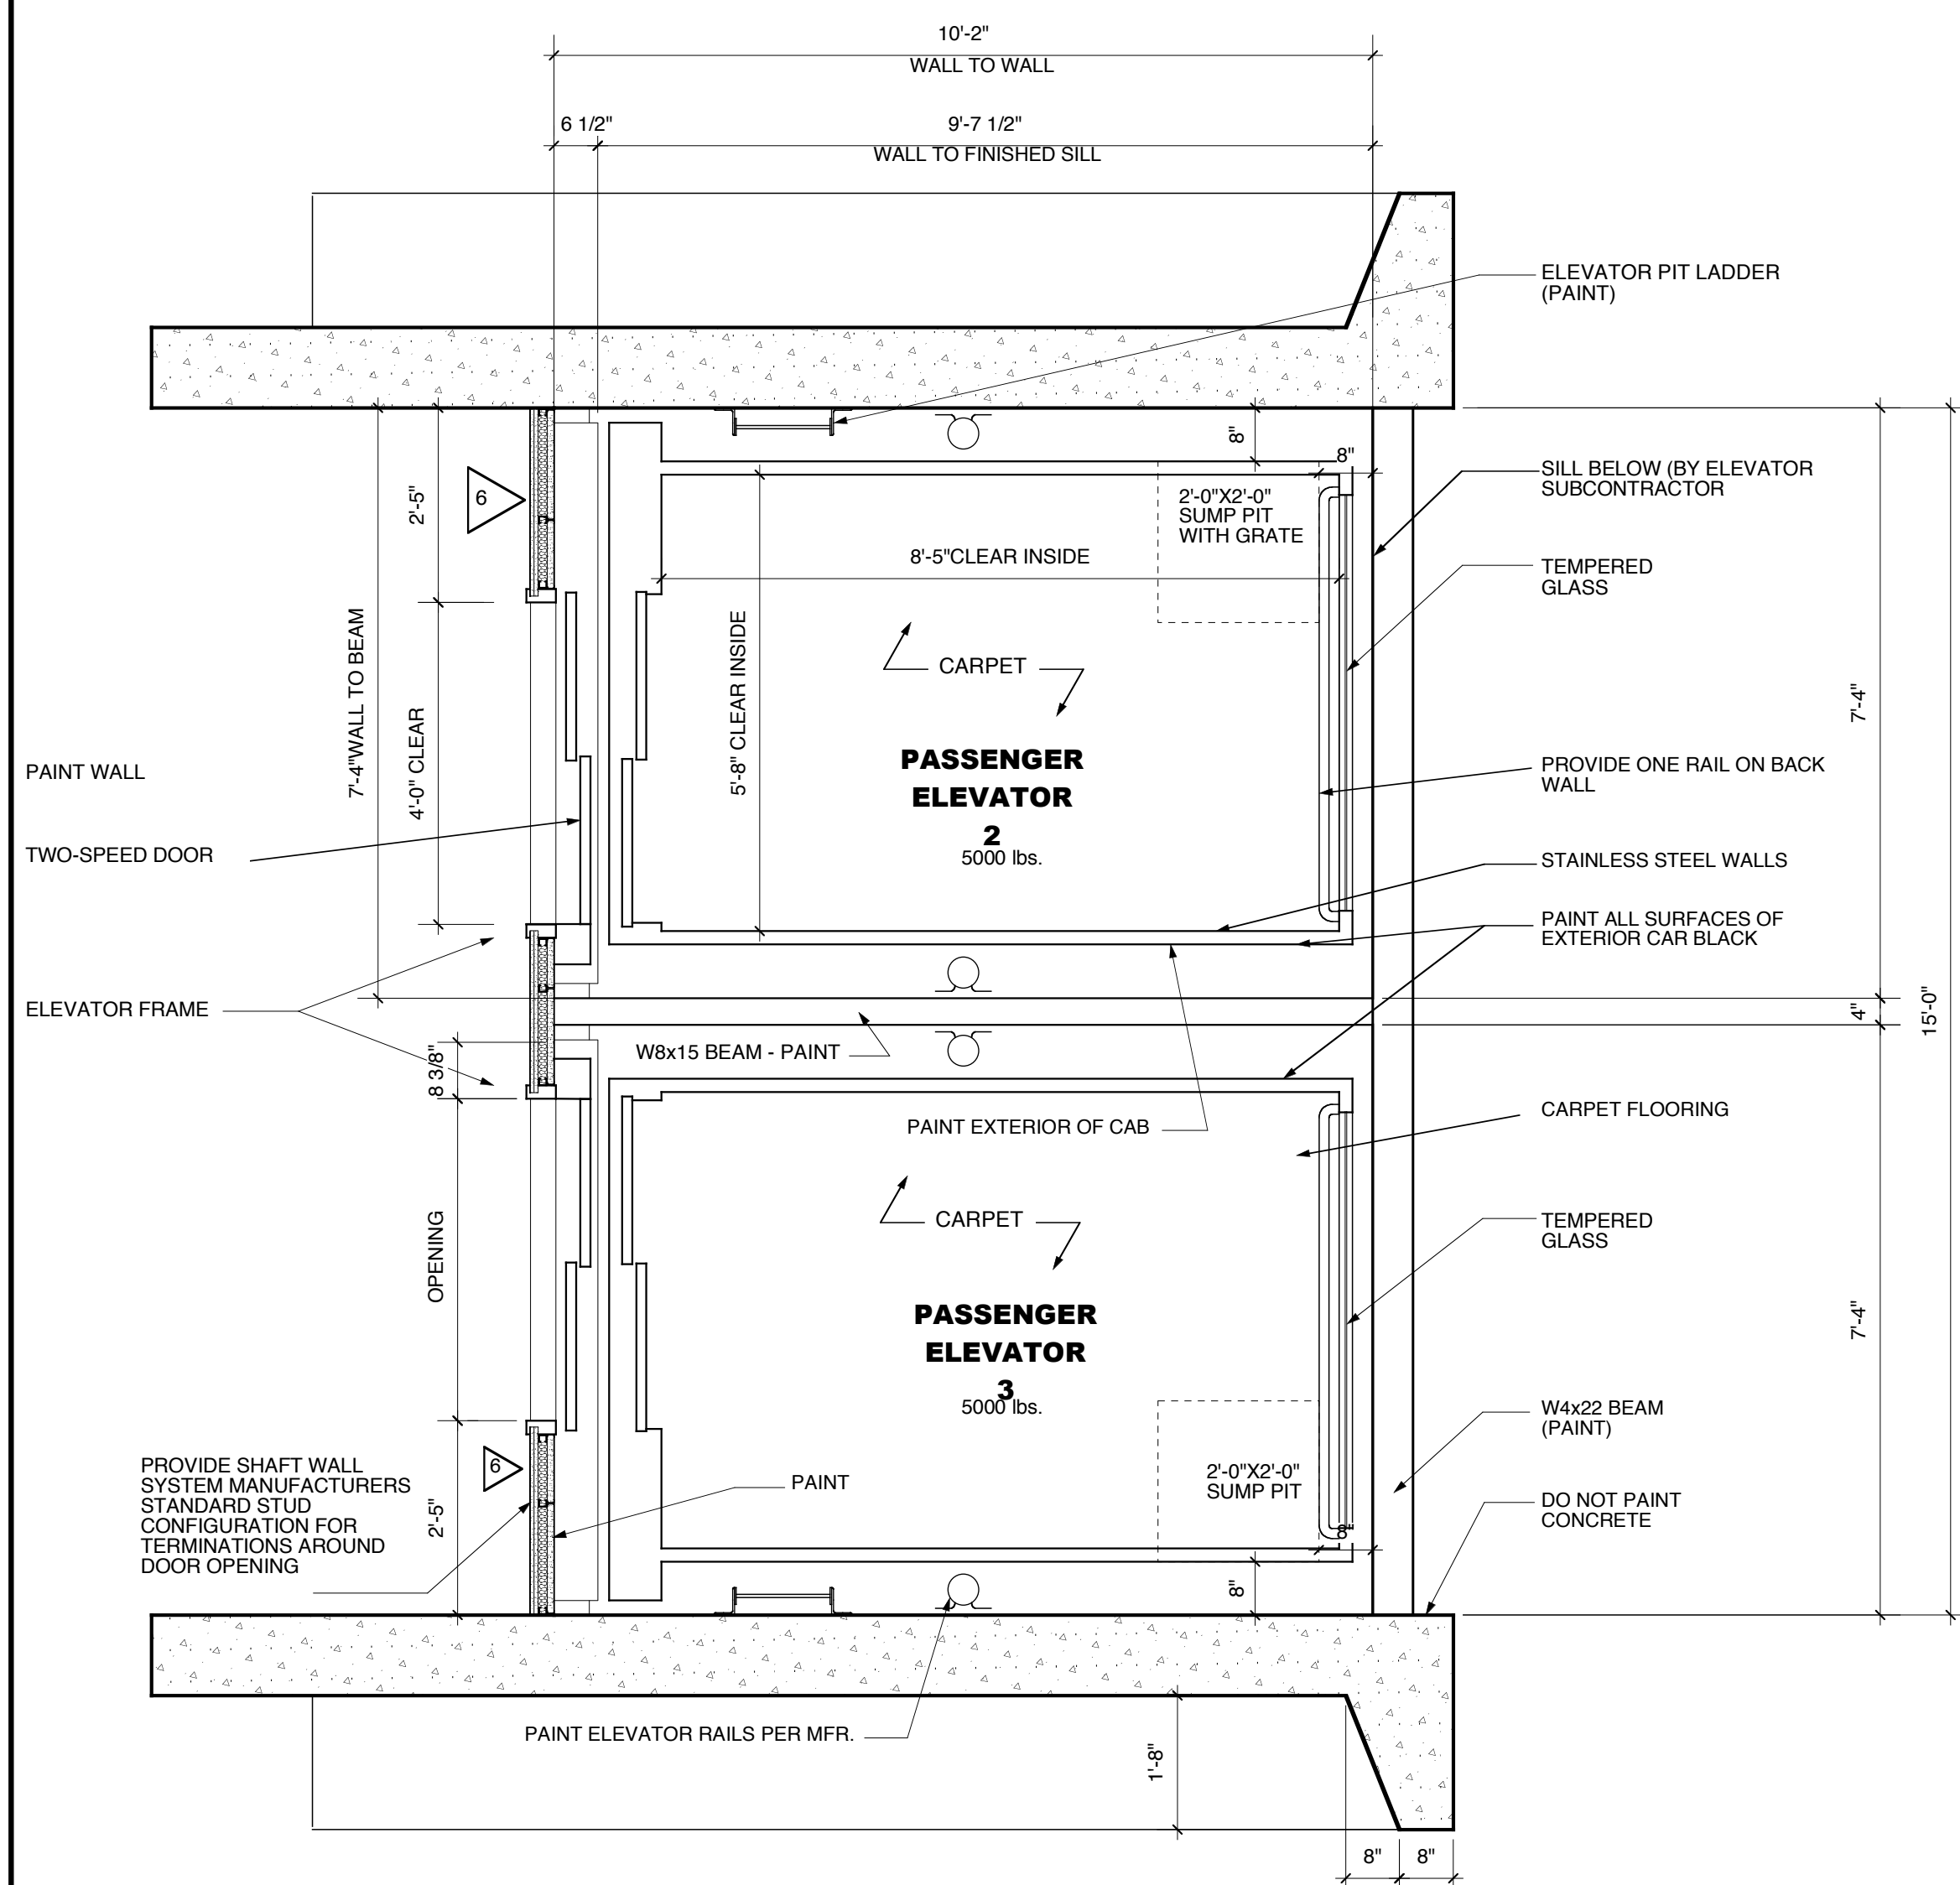 10'-2"
WALL TO WALL
6 1/2"
9'-7 1/2"
WALL TO FINISHED SILL
ELEVATOR PIT LADDER
(PAINT)
8"
8"
2'-5"
6
2'-0"X2'-0"
SUMP PIT
WITH GRATE
SILL BELOW (BY ELEVATOR
SUBCONTRACTOR
8'-5"CLEAR INSIDE
TEMPERED
GLASS
7'-4"WALL TO BEAM
4'-0" CLEAR
5'-8" CLEAR INSIDE
CARPET
7'-4"
PAINT WALL
PASSENGER
ELEVATOR
2
5000 lbs.
PROVIDE ONE RAIL ON BACK
WALL
TWO-SPEED DOOR
STAINLESS STEEL WALLS
PAINT ALL SURFACES OF
EXTERIOR CAR BLACK
ELEVATOR FRAME
4"
15'-0"
W8x15 BEAM - PAINT
8 3/8"
PAINT EXTERIOR OF CAB
CARPET FLOORING
OPENING
CARPET
TEMPERED
GLASS
PASSENGER
ELEVATOR
3
5000 lbs.
7'-4"
W4x22 BEAM
(PAINT)
PROVIDE SHAFT WALL
SYSTEM MANUFACTURERS
STANDARD STUD
CONFIGURATION FOR
TERMINATIONS AROUND
DOOR OPENING
6
2'-5"
PAINT
2'-0"X2'-0"
SUMP PIT
8"
8"
DO NOT PAINT
CONCRETE
PAINT ELEVATOR RAILS PER MFR.
1'-8"
8"
8"